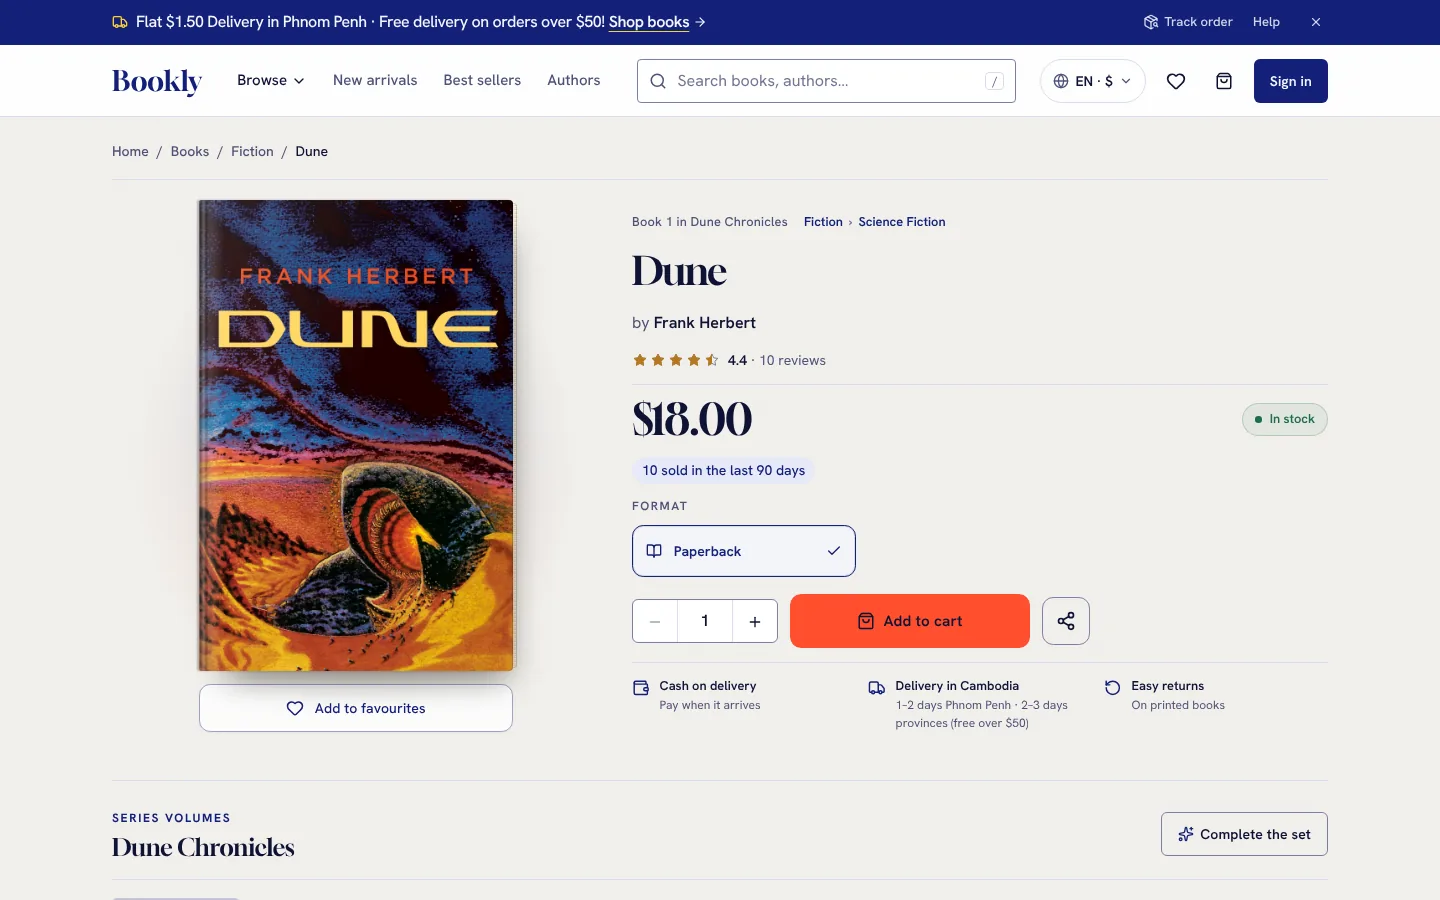 Flat $1.50 Delivery in Phnom Penh · Free delivery on orders over $50! Shop books →
Track order
Help
Bookly
Browse
New arrivals
Best sellers
Authors
Search books, authors...
/
EN · $
Sign in
Home / Books / Fiction / Dune
FRANK HERBERT
DUNE
Add to favourites
Book 1 in Dune Chronicles
Fiction › Science Fiction
Dune
by Frank Herbert
4.4 · 10 reviews
$18.00
In stock
10 sold in the last 90 days
FORMAT
Paperback
1
Add to cart
Cash on delivery
Pay when it arrives
Delivery in Cambodia
1–2 days Phnom Penh · 2–3 days
provinces (free over $50)
Easy returns
On printed books
SERIES VOLUMES
Dune Chronicles
Complete the set